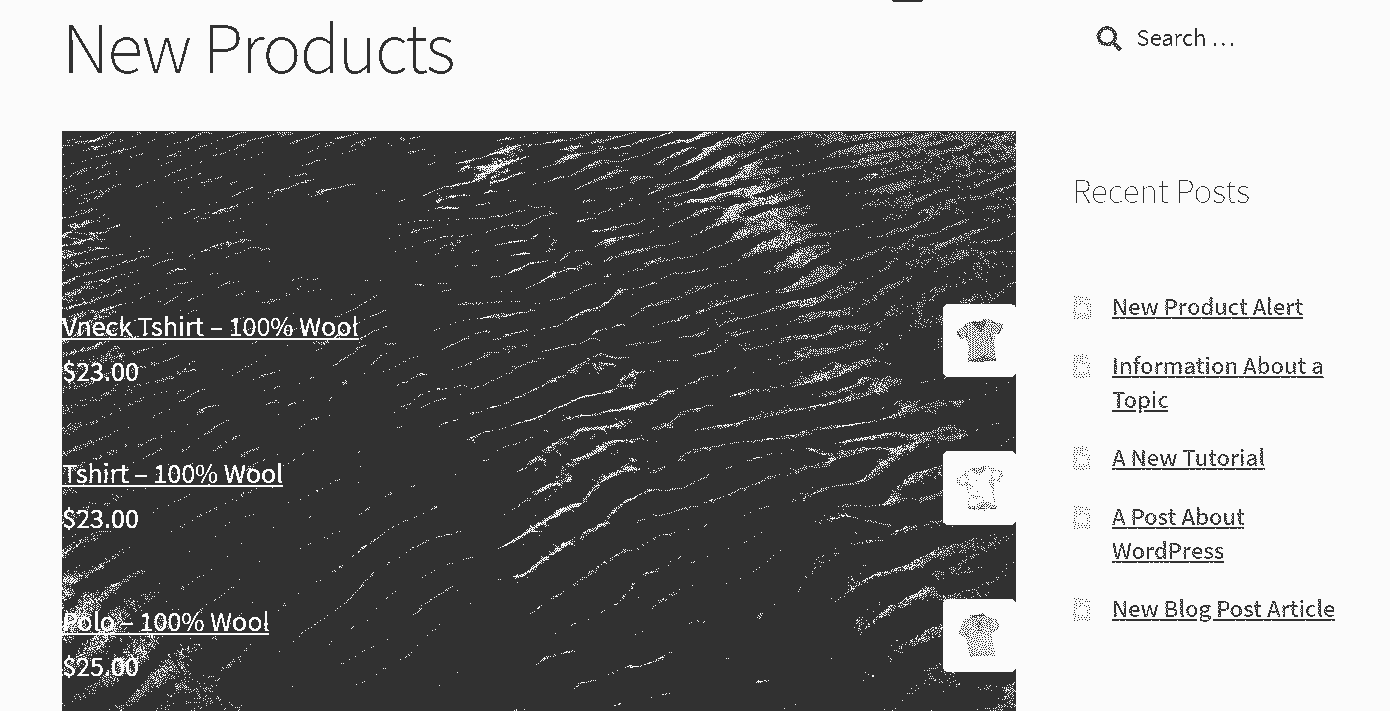 New Products
Search …
Vneck Tshirt – 100% Wool
$23.00
Tshirt – 100% Wool
$23.00
Polo – 100% Wool
$25.00
Recent Posts
New Product Alert
Information About a
Topic
A New Tutorial
A Post About
WordPress
New Blog Post Article